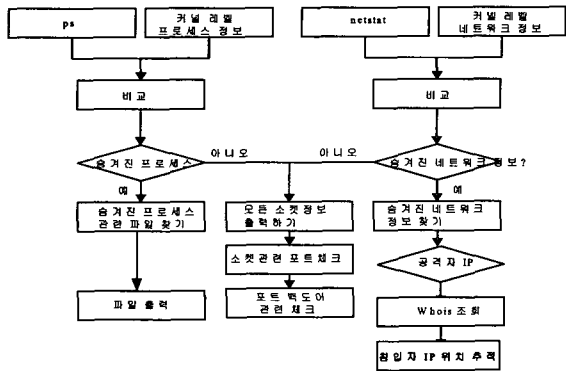 ps
커널 레벨
프로세스 정보
netstat
커널 레벨
네트워크 정보
비교
비교
숨겨진 프로세스
아니오
아니오
숨겨진 네트워크 정보?
예
예
숨겨진 프로세스
관련 파일 찾기
모든 소켓정보
출력하기
숨겨진 네트워크
정보 찾기
소켓관련 포트체크
공격자 IP
파일 출력
포트 백도어
관련 체크
Whois 조회
침입자 IP 위치 추적